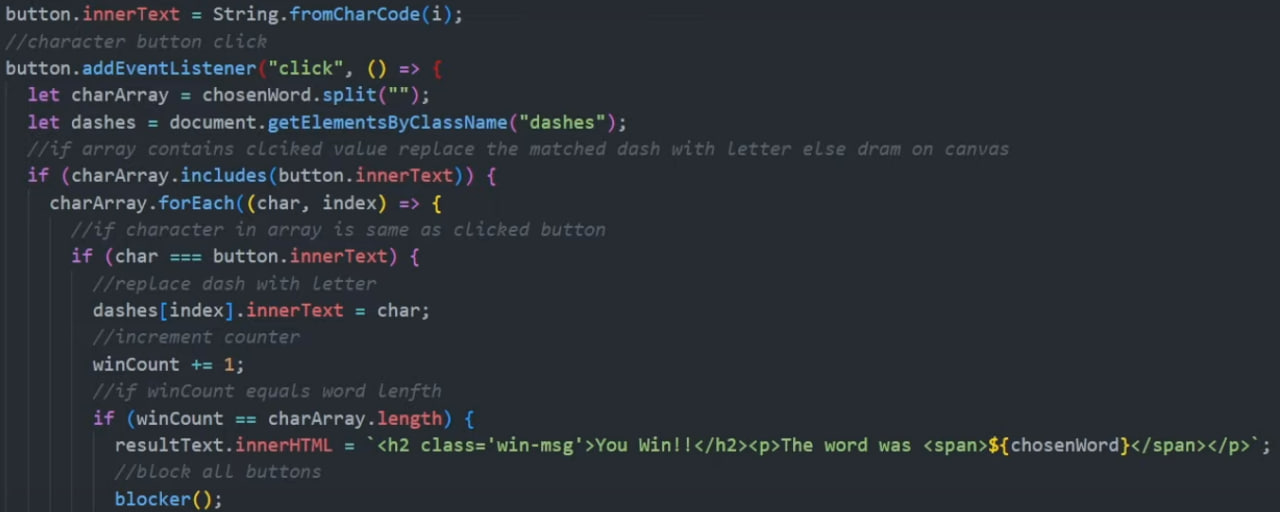 button.innerText = String.fromCharCode(i);
//character button click
button.addEventListener("click", () => {
let charArray = chosenWord.split("");
let dashes = document.getElementsByClassName("dashes");
//if array contains clciked value replace the matched dash with letter else dram on canvas
if (charArray.includes(button.innerText)) {
charArray.forEach((char, index) => {
//if character in array is same as clicked button
if (char === button.innerText) {
//replace dash with letter
dashes[index].innerText = char;
//increment counter
winCount += 1;
//if winCount equals word lenfth
if (winCount == charArray.length) {
resultText.innerHTML = `<h2 class='win-msg'>You Win!!</h2><p>The word was <span>${chosenWord}</span></p>`;
//block all buttons
blocker();